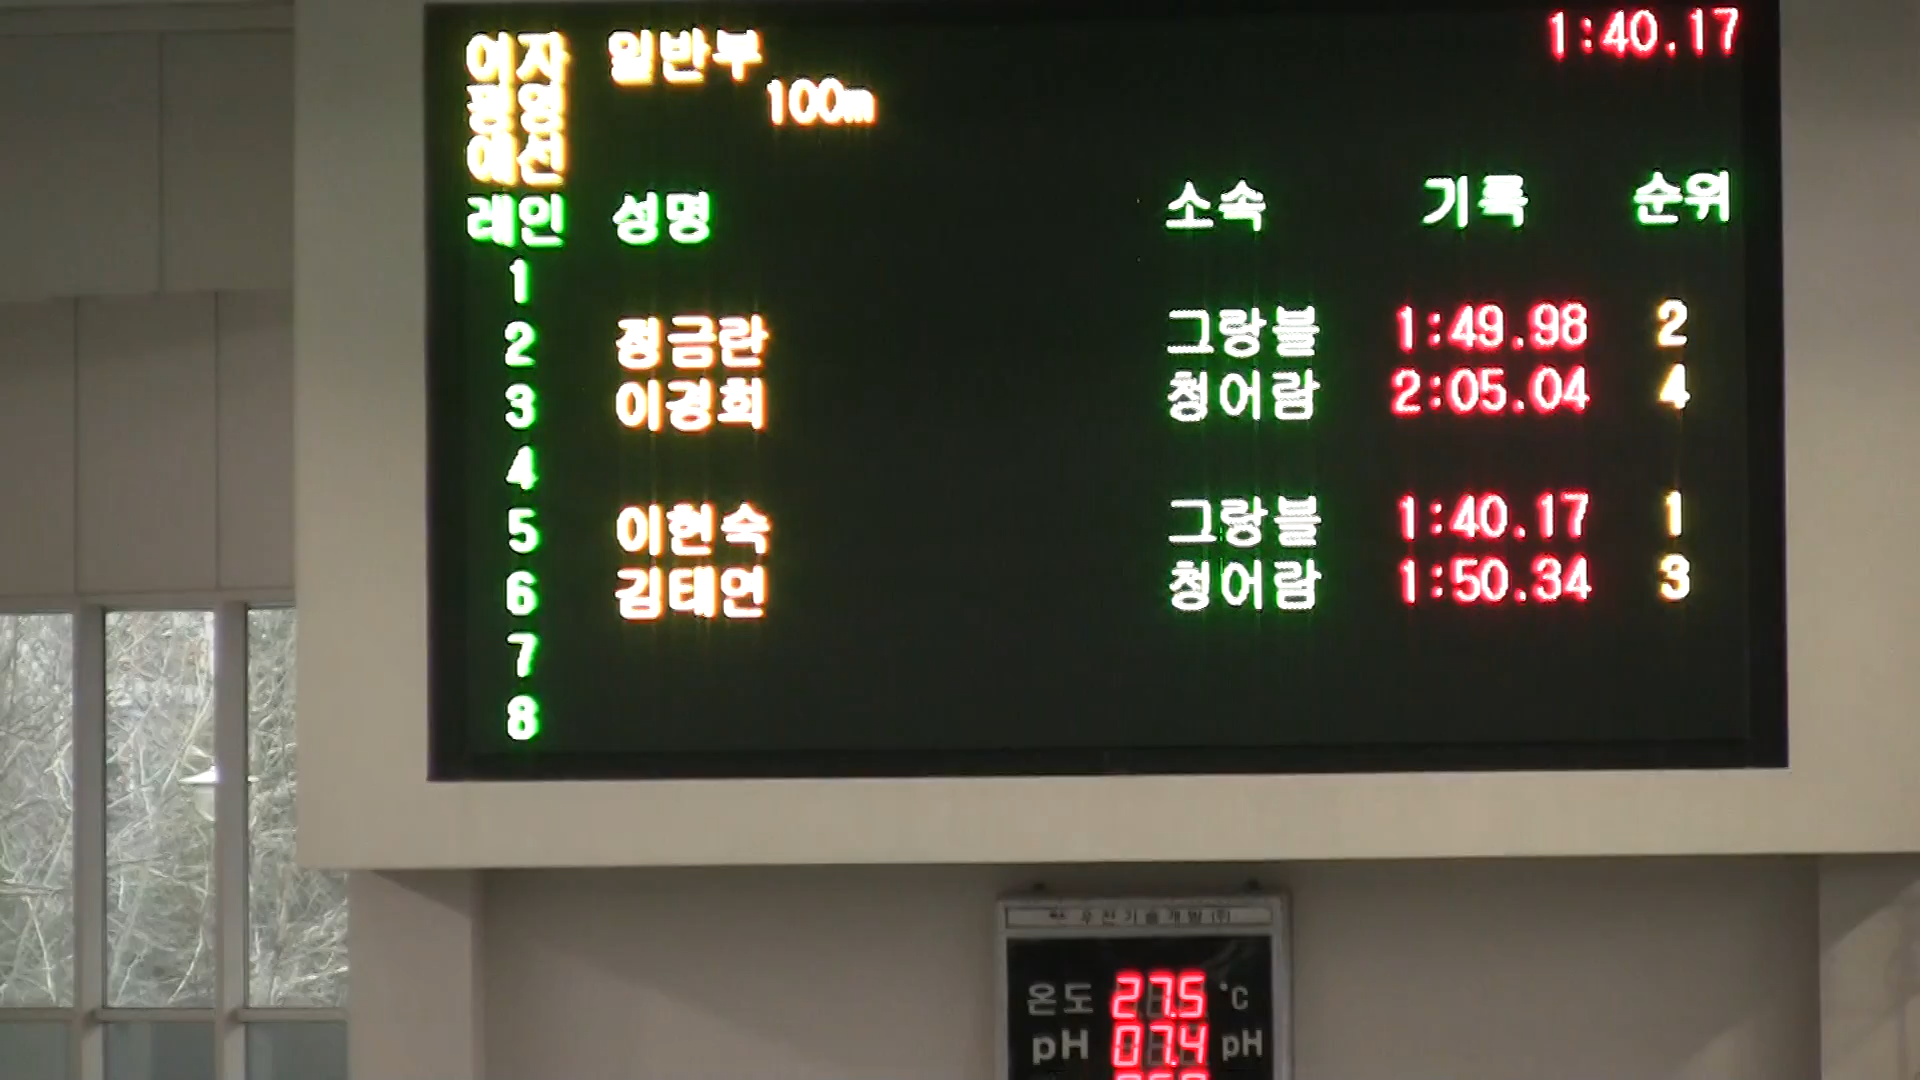 여자 일반부 1:40.17
평영 100m
예선
레인 성명 소속 기록 순위
1
2 정금란 그랑블 1:49.98 2
3 이경희 청어람 2:05.04 4
4
5 이현숙 그랑블 1:40.17 1
6 김태연 청어람 1:50.34 3
7
8
온도 27.5 °C
pH 07.4 pH